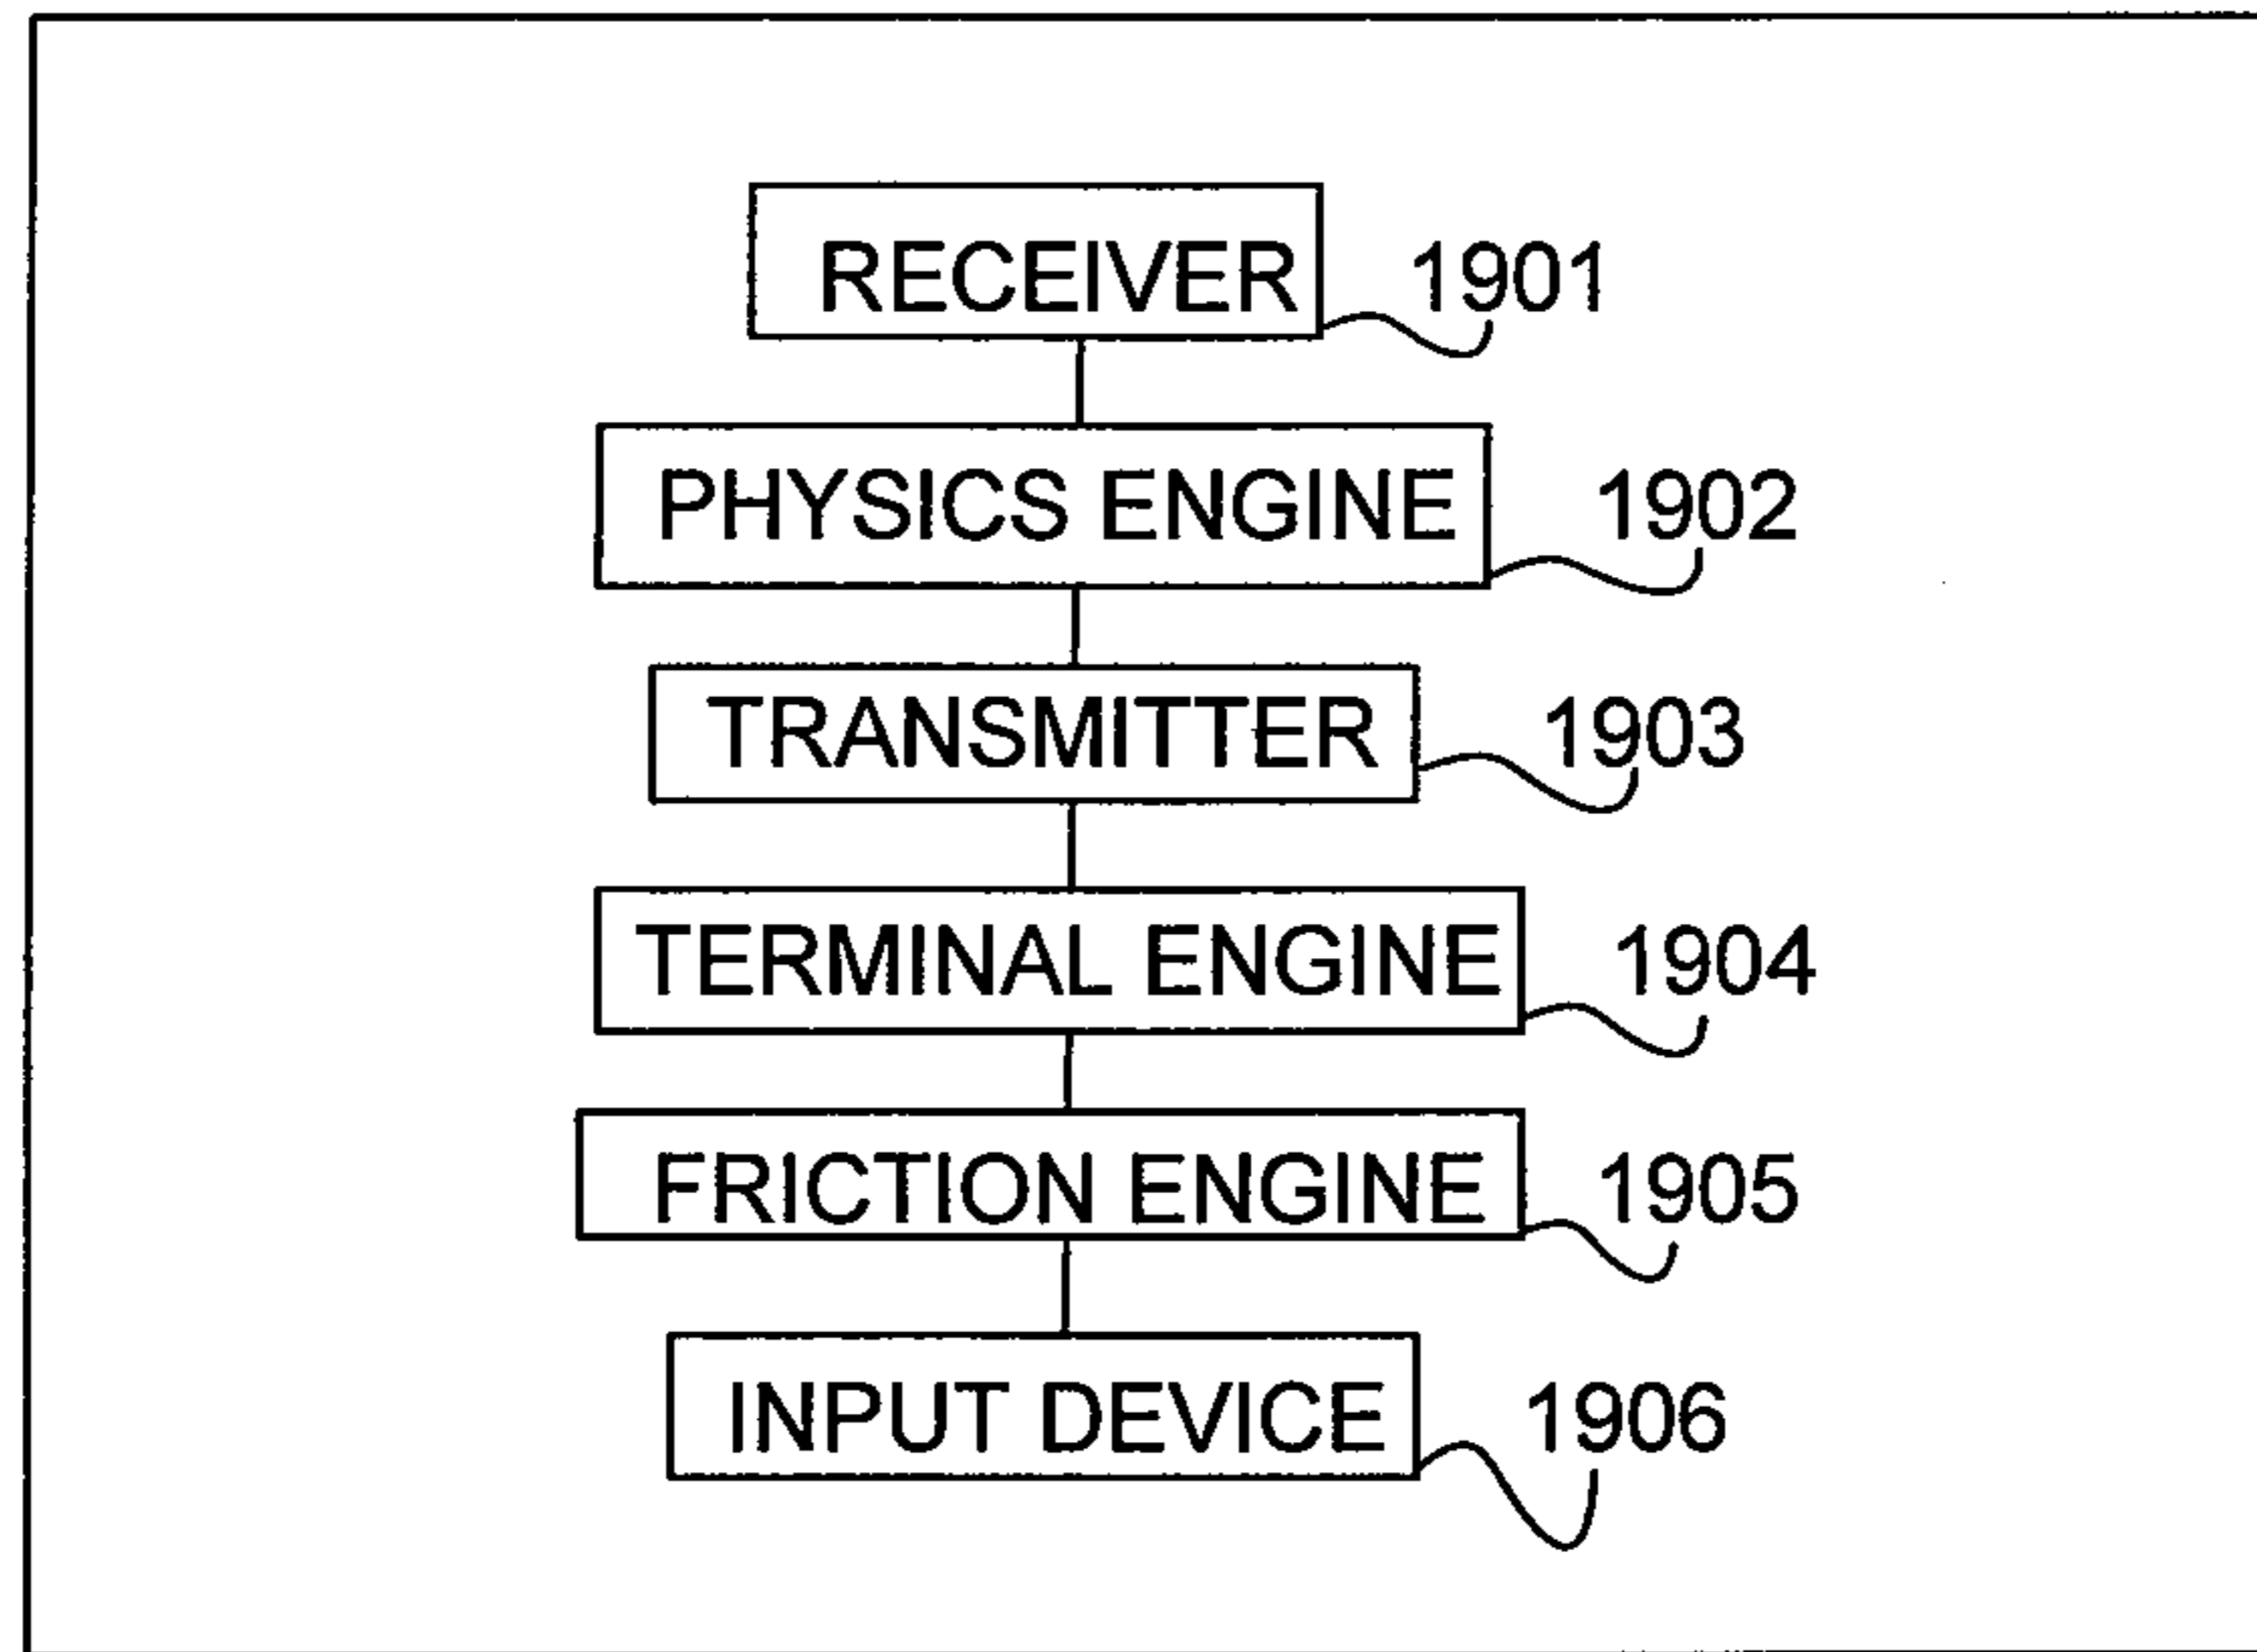 RECEIVER 1901
PHYSICS ENGINE 1902
TRANSMITTER 1903
TERMINAL ENGINE 1904
FRICTION ENGINE 1905
INPUT DEVICE 1906